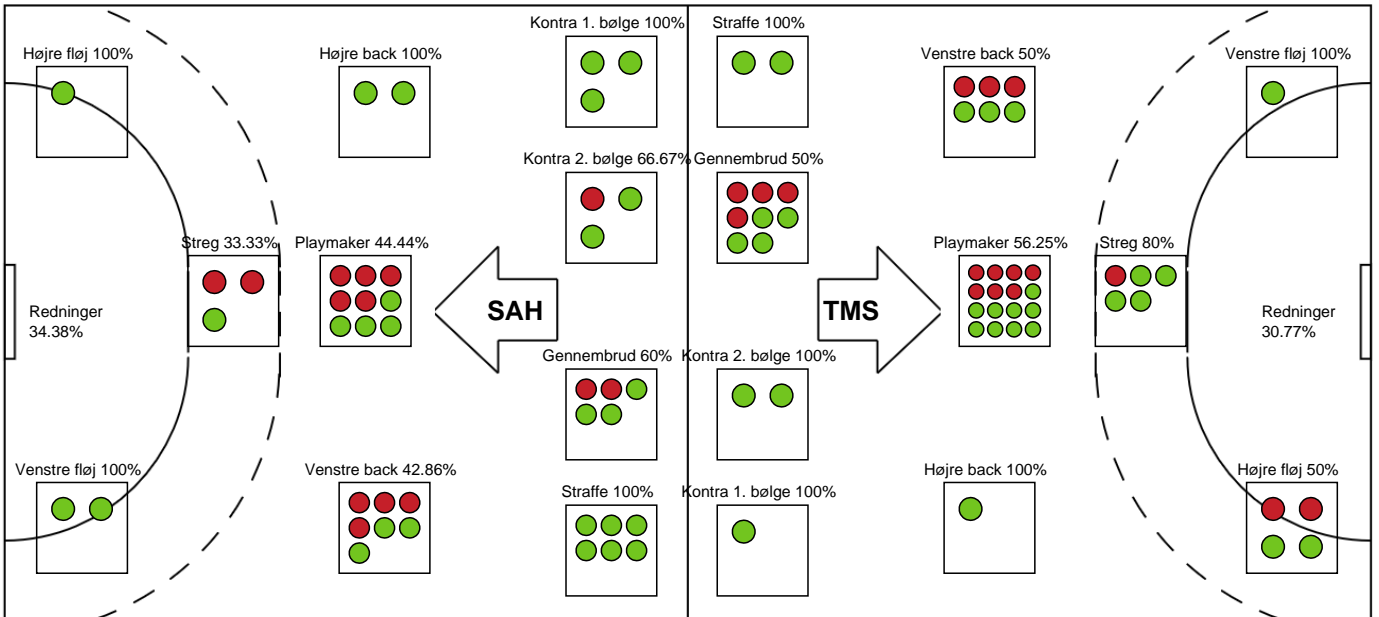 Kontra 1. bølge 100%
Straffe 100%
Højre fløj 100%
Højre back 100%
Venstre back 50%
Venstre fløj 100%
Kontra 2. bølge 66.67%
Gennembrud 50%
Streg 33.33%
Playmaker 44.44%
Playmaker 56.25%
Streg 80%
Redninger
34.38%
SAH
TMS
Redninger
30.77%
Gennembrud 60%
Kontra 2. bølge 100%
Venstre fløj 100%
Venstre back 42.86%
Straffe 100%
Kontra 1. bølge 100%
Højre back 100%
Højre fløj 50%